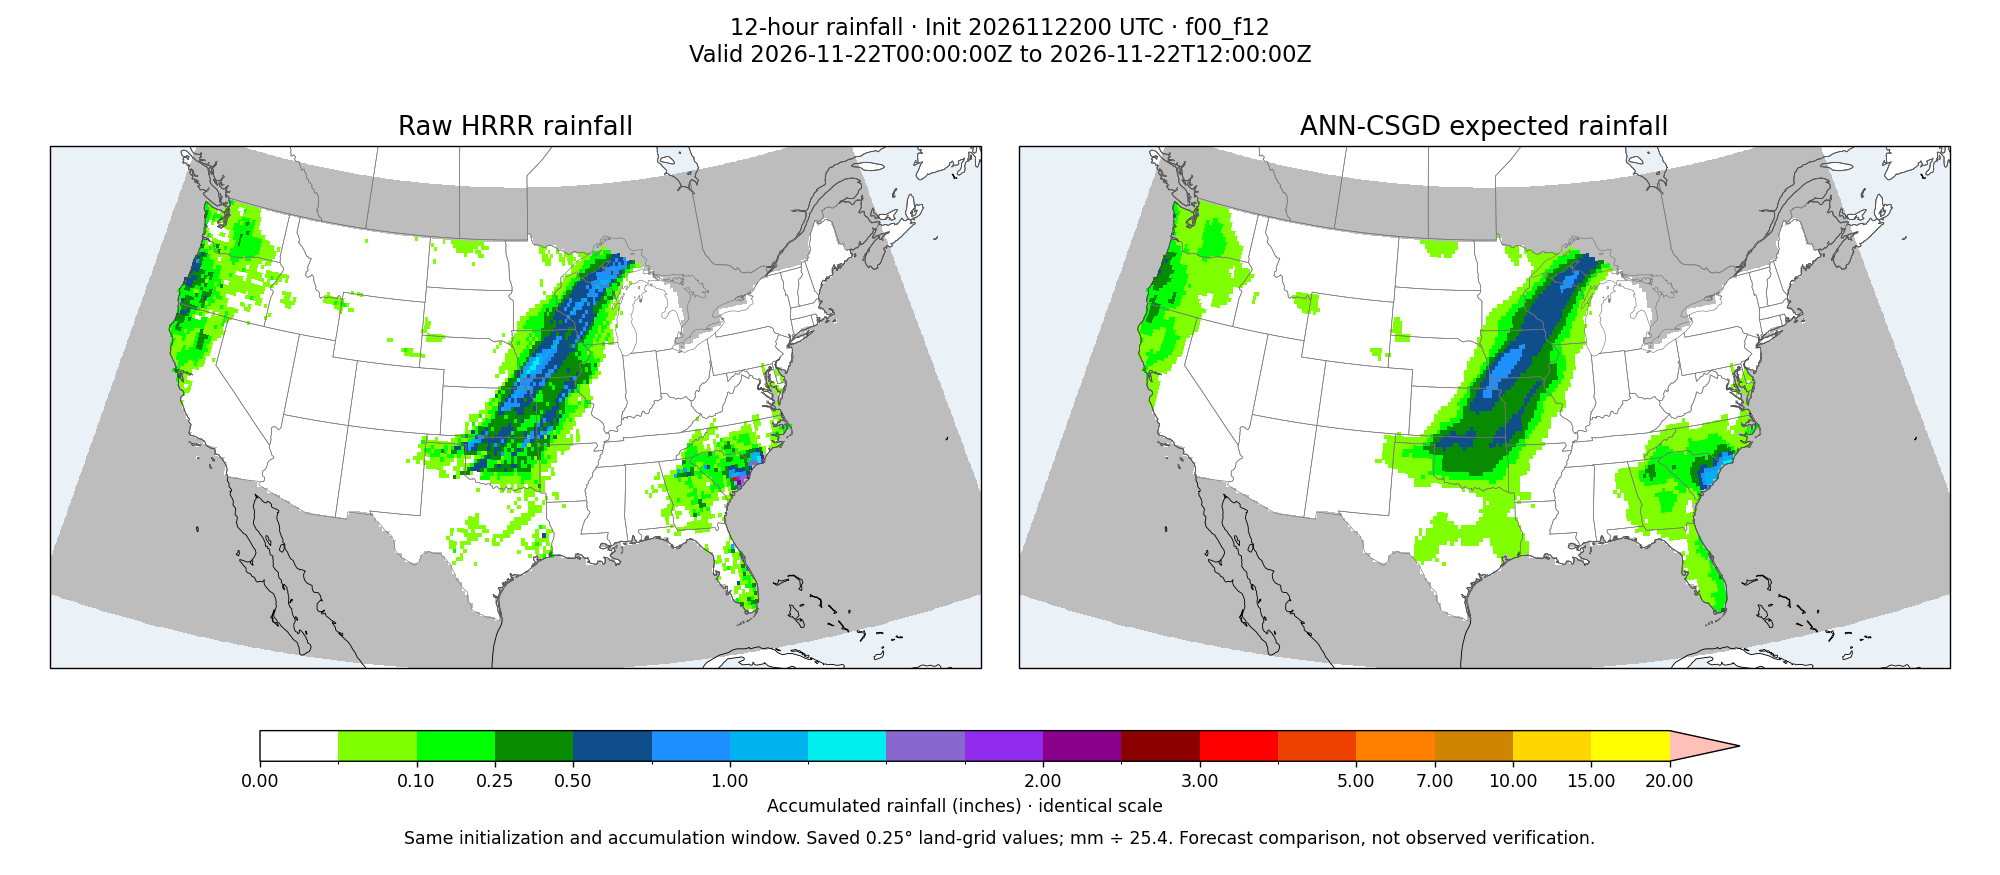 12-hour rainfall · Init 2026112200 UTC · f00_f12
Valid 2026-11-22T00:00:00Z to 2026-11-22T12:00:00Z
Raw HRRR rainfall
ANN-CSGD expected rainfall
0.00 0.10 0.25 0.50 1.00 2.00 3.00 5.00 7.00 10.00 15.00 20.00
Accumulated rainfall (inches) · identical scale
Same initialization and accumulation window. Saved 0.25° land-grid values; mm ÷ 25.4. Forecast comparison, not observed verification.